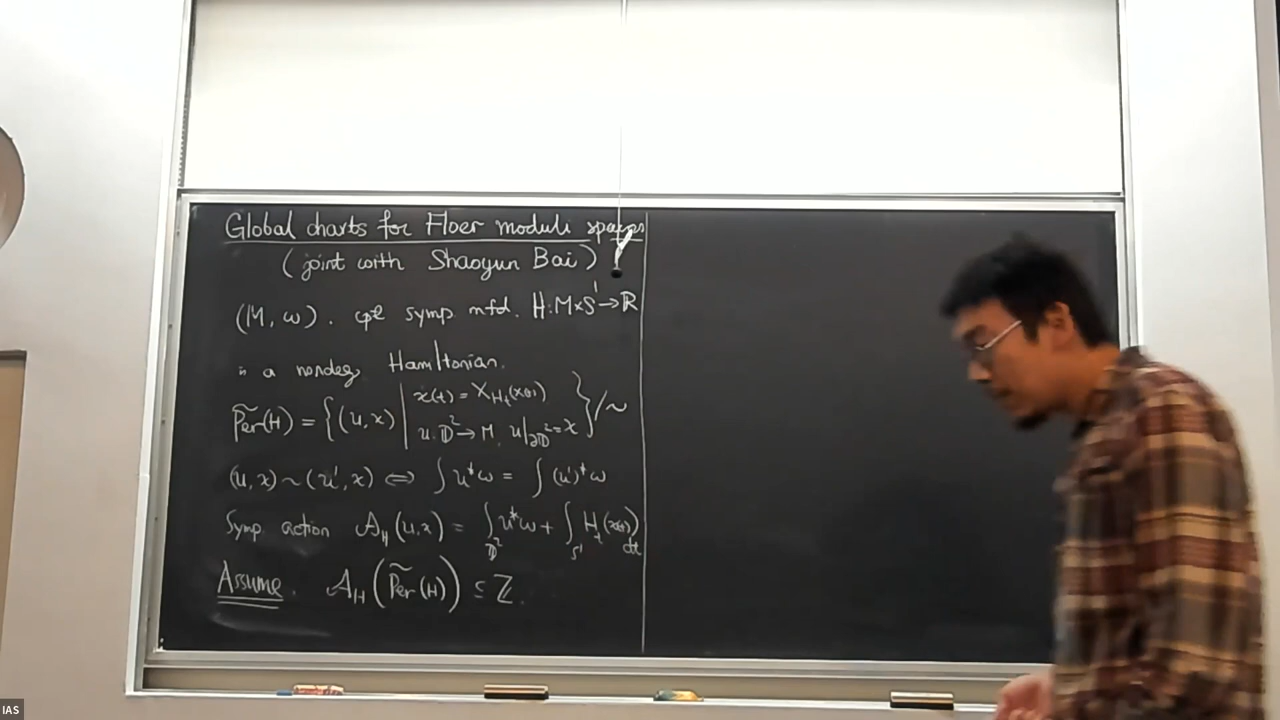 Global charts for Floer moduli spaces
(joint with Shaoyun Bai)
(M, ω). cpt symp mfd. H: M×S¹→ℝ
is a nondeg Hamiltonian.
P̃er(H) = {(u,x) | ẋ(t) = X_{H_t}(x(t)) u: 𝔻²→M, u|_{∂𝔻²}=x}/~
(u,x)~(u',x) ⇔ ∫u*ω = ∫(u')*ω
Symp. action 𝒜_H(u,x) = ∫_{𝔻²} u*ω + ∫_{S¹} H_t(x(t)) dt
Assume. 𝒜_H(P̃er(H)) ⊆ ℤ.
IAS